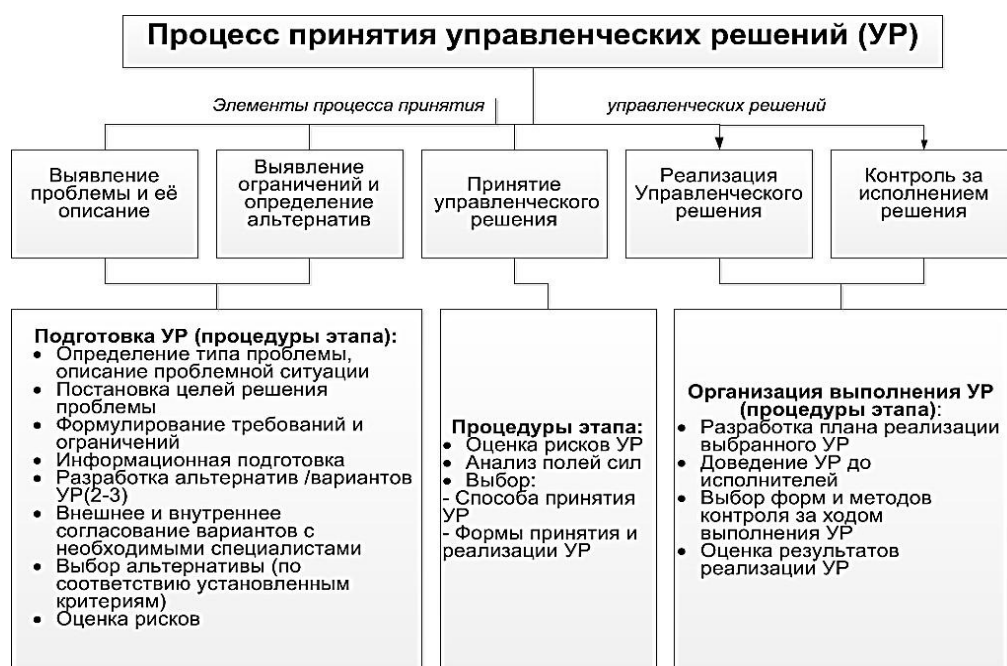 Процесс принятия управленческих решений (УР)
Элементы процесса принятия
управленческих решений
Выявление
проблемы и её
описание
Выявление
ограничений и
определение
альтернатив
Принятие
управленческого
решения
Реализация
Управленческого
решения
Контроль за
исполнением
решения
Подготовка УР (процедуры этапа):
• Определение типа проблемы,
описание проблемной ситуации
• Постановка целей решения
проблемы
• Формулирование требований и
ограничений
• Информационная подготовка
• Разработка альтернатив /вариантов
УР(2-3)
• Внешнее и внутреннее
согласование вариантов с
необходимыми специалистами
• Выбор альтернативы (по
соответствию установленным
критериям)
• Оценка рисков
Процедуры этапа:
• Оценка рисков УР
• Анализ полей сил
• Выбор:
- Способа принятия
УР
- Формы принятия и
реализации УР
Организация выполнения УР
(процедуры этапа):
• Разработка плана реализации
выбранного УР
• Доведение УР до
исполнителей
• Выбор форм и методов
контроля за ходом
выполнения УР
• Оценка результатов
реализации УР